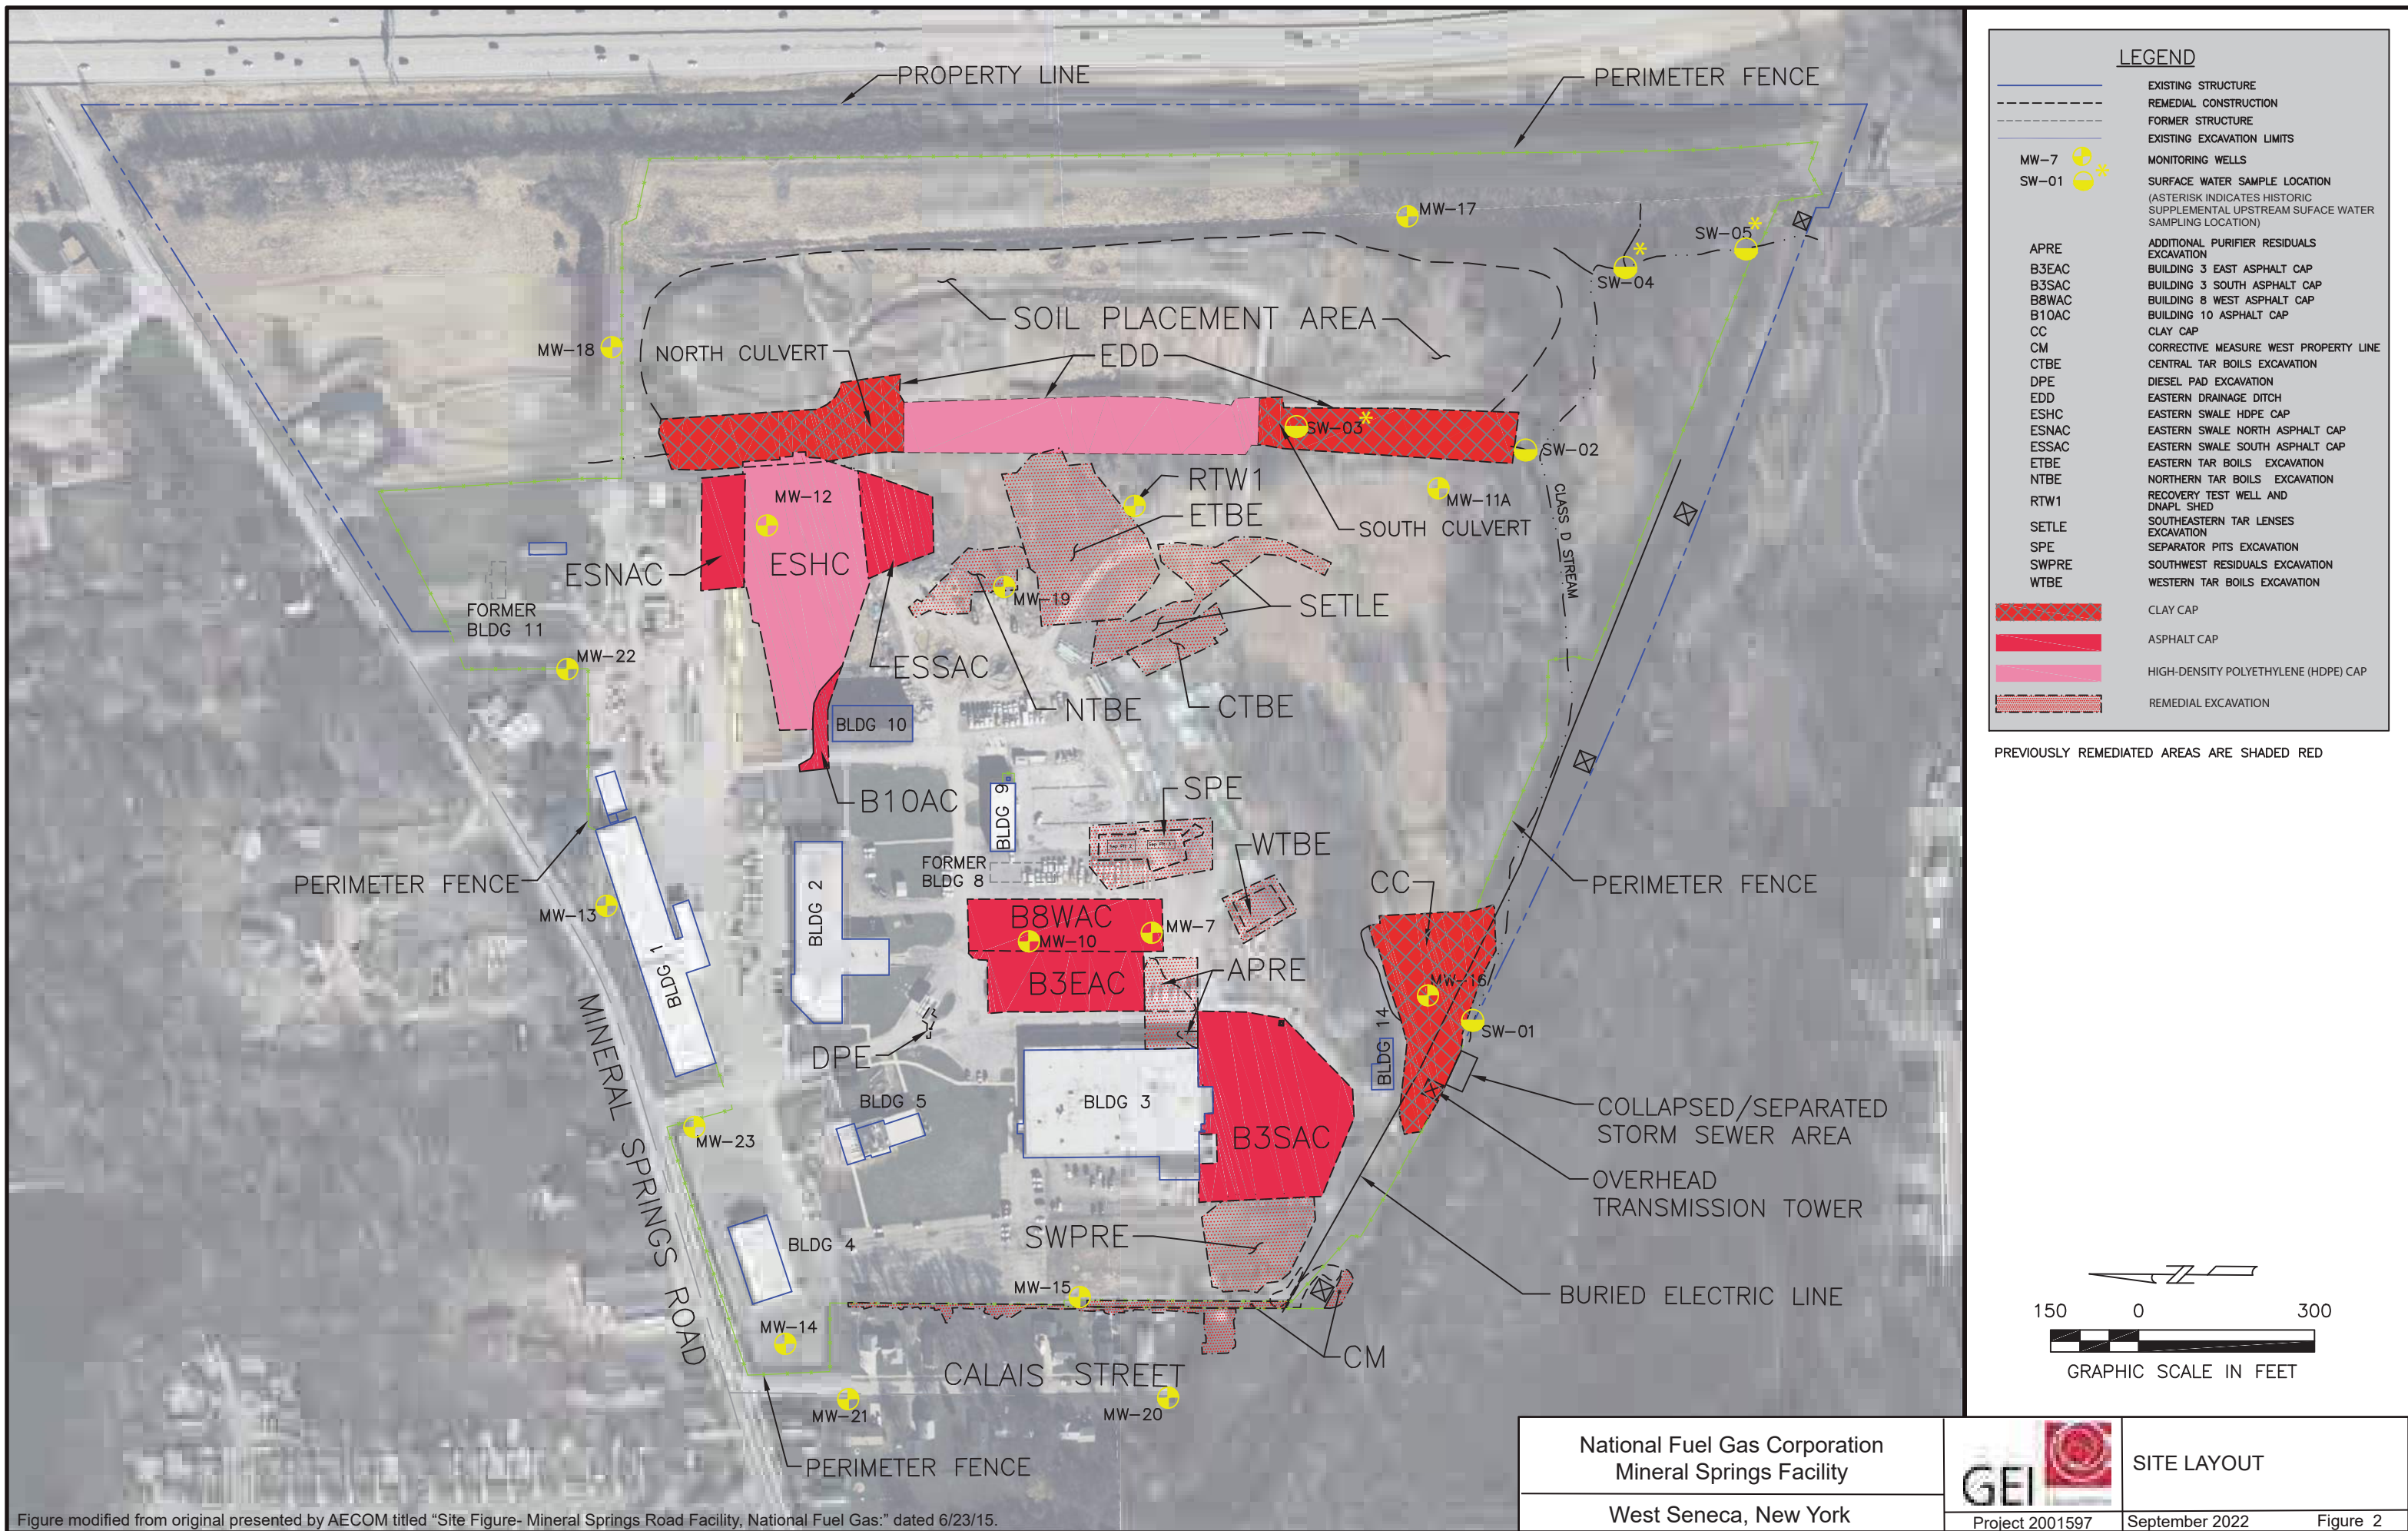 PROPERTY LINE
PERIMETER FENCE
MW-17
SW-05 *
SW-04 *
SOIL PLACEMENT AREA
MW-18
NORTH CULVERT
EDD
SW-03 *
SW-02
MW-12
RTW1
MW-11A
ETBE
SOUTH CULVERT
CLASS D STREAM
ESNAC
ESHC
MW-19
SETLE
FORMER
BLDG 11
MW-22
ESSAC
NTBE
CTBE
BLDG 10
B10AC
BLDG 9
SPE
WTBE
FORMER
BLDG 8
PERIMETER FENCE
PERIMETER FENCE
CC
MW-13
BLDG 1
BLDG 2
B8WAC
MW-10
MW-7
B3EAC
APRE
MW-16
SW-01
DPE
BLDG 14
MINERAL SPRINGS ROAD
BLDG 5
BLDG 3
B3SAC
MW-23
COLLAPSED/SEPARATED
STORM SEWER AREA
OVERHEAD
TRANSMISSION TOWER
BLDG 4
SWPRE
MW-15
BURIED ELECTRIC LINE
MW-14
CM
CALAIS STREET
MW-21
MW-20
PERIMETER FENCE
Figure modified from original presented by AECOM titled “Site Figure- Mineral Springs Road Facility, National Fuel Gas:” dated 6/23/15.
LEGEND
EXISTING STRUCTURE
REMEDIAL CONSTRUCTION
FORMER STRUCTURE
EXISTING EXCAVATION LIMITS
MW-7 MONITORING WELLS
SW-01 * SURFACE WATER SAMPLE LOCATION
(ASTERISK INDICATES HISTORIC
SUPPLEMENTAL UPSTREAM SUFACE WATER
SAMPLING LOCATION)
APRE ADDITIONAL PURIFIER RESIDUALS
EXCAVATION
B3EAC BUILDING 3 EAST ASPHALT CAP
B3SAC BUILDING 3 SOUTH ASPHALT CAP
B8WAC BUILDING 8 WEST ASPHALT CAP
B10AC BUILDING 10 ASPHALT CAP
CC CLAY CAP
CM CORRECTIVE MEASURE WEST PROPERTY LINE
CTBE CENTRAL TAR BOILS EXCAVATION
DPE DIESEL PAD EXCAVATION
EDD EASTERN DRAINAGE DITCH
ESHC EASTERN SWALE HDPE CAP
ESNAC EASTERN SWALE NORTH ASPHALT CAP
ESSAC EASTERN SWALE SOUTH ASPHALT CAP
ETBE EASTERN TAR BOILS EXCAVATION
NTBE NORTHERN TAR BOILS EXCAVATION
RTW1 RECOVERY TEST WELL AND
DNAPL SHED
SETLE SOUTHEASTERN TAR LENSES
EXCAVATION
SPE SEPARATOR PITS EXCAVATION
SWPRE SOUTHWEST RESIDUALS EXCAVATION
WTBE WESTERN TAR BOILS EXCAVATION
CLAY CAP
ASPHALT CAP
HIGH-DENSITY POLYETHYLENE (HDPE) CAP
REMEDIAL EXCAVATION
PREVIOUSLY REMEDIATED AREAS ARE SHADED RED
150 0 300
GRAPHIC SCALE IN FEET
National Fuel Gas Corporation
Mineral Springs Facility
West Seneca, New York
GEI
Project 2001597
SITE LAYOUT
September 2022 Figure 2